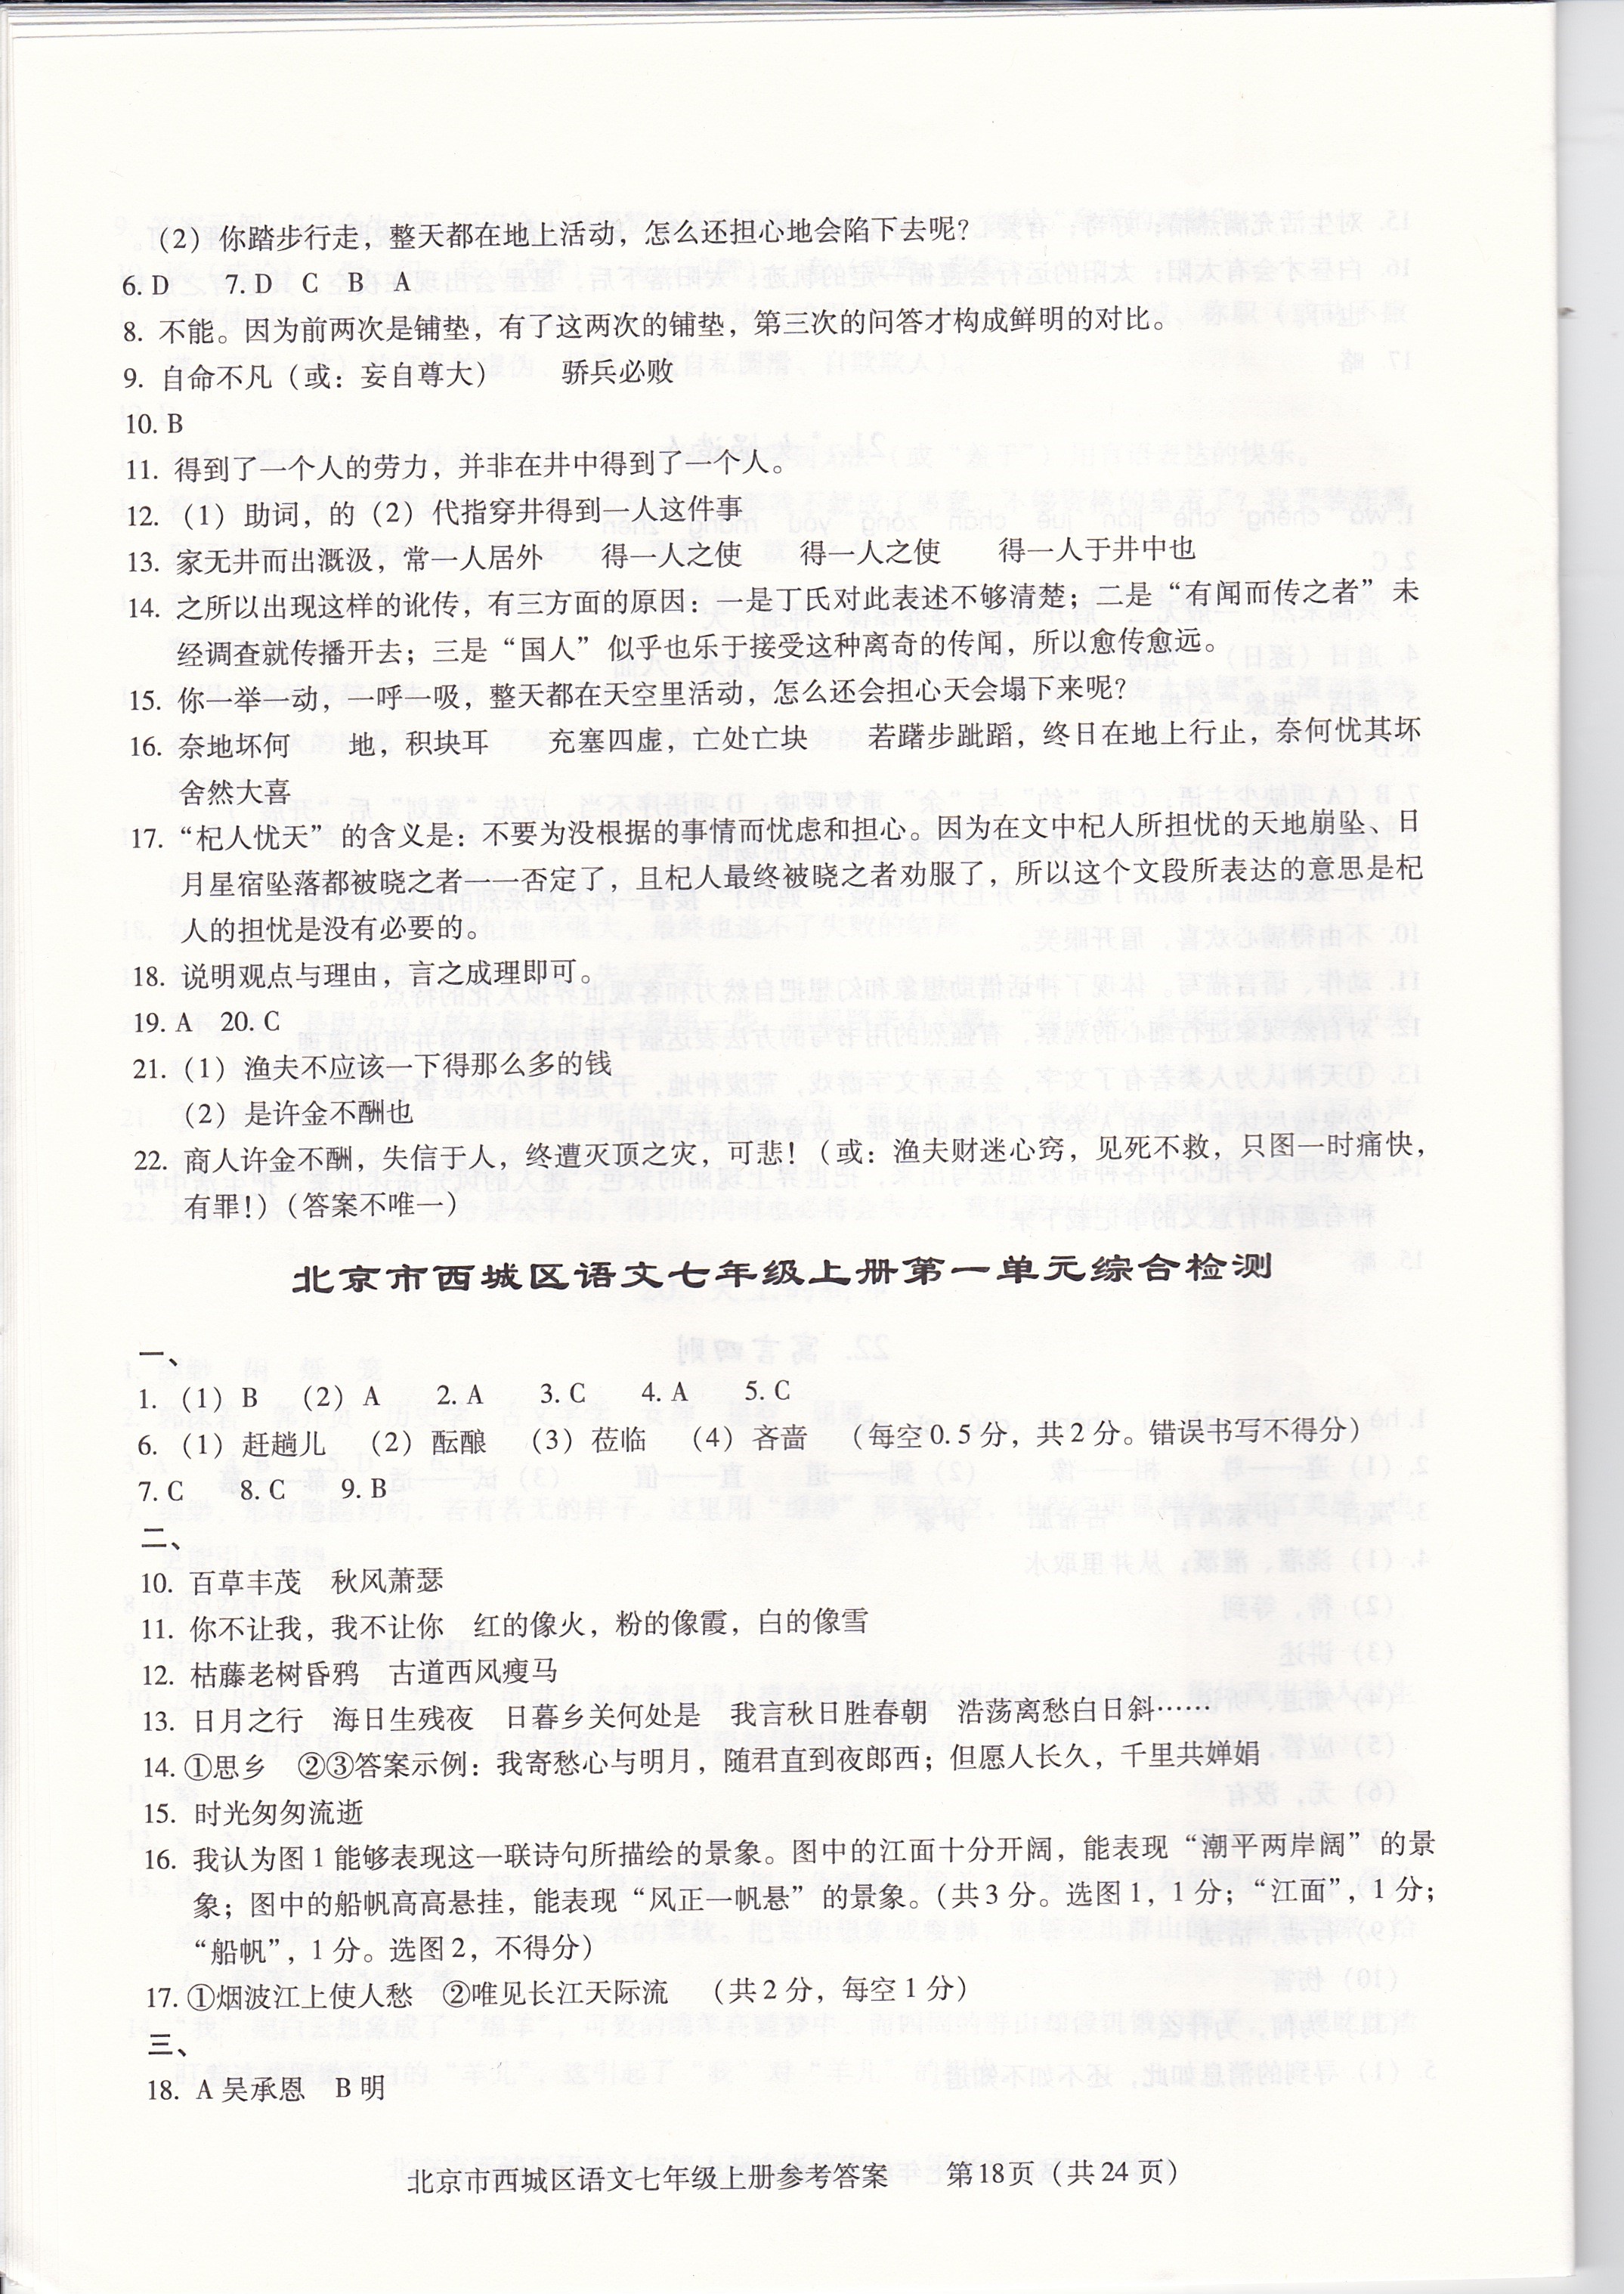 （2）你踏步行走，整天都在地上活动，怎么还担心地会陷下去呢？
6. D 7. D C B A
8. 不能。因为前两次是铺垫，有了这两次的铺垫，第三次的问答才构成鲜明的对比。
9. 自命不凡（或：妄自尊大） 骄兵必败
10. B
11. 得到了一个人的劳力，并非在井中得到了一个人。
12.（1）助词，的（2）代指穿井得到一人这件事
13. 家无井而出溉汲，常一人居外 得一人之使 得一人之使 得一人于井中也
14. 之所以出现这样的讹传，有三方面的原因：一是丁氏对此表述不够清楚；二是“有闻而传之者”未
经调查就传播开去；三是“国人”似乎也乐于接受这种离奇的传闻，所以愈传愈远。
15. 你一举一动，一呼一吸，整天都在天空里活动，怎么还会担心天会塌下来呢？
16. 奈地坏何 地，积块耳 充塞四虚，亡处亡块 若躇步跐蹈，终日在地上行止，奈何忧其坏
舍然大喜
17.“杞人忧天”的含义是：不要为没根据的事情而忧虑和担心。因为在文中杞人所担忧的天地崩坠、日
月星宿坠落都被晓之者一一否定了，且杞人最终被晓之者劝服了，所以这个文段所表达的意思是杞
人的担忧是没有必要的。
18. 说明观点与理由，言之成理即可。
19. A 20. C
21.（1）渔夫不应该一下得那么多的钱
（2）是许金不酬也
22. 商人许金不酬，失信于人，终遭灭顶之灾，可悲！（或：渔夫财迷心窍，见死不救，只图一时痛快，
有罪！）（答案不唯一）
北京市西城区语文七年级上册第一单元综合检测
一、
1.（1）B （2）A 2. A 3. C 4. A 5. C
6.（1）赶趟儿 （2）酝酿 （3）莅临 （4）吝啬 （每空0.5分，共2分。错误书写不得分）
7. C 8. C 9. B
二、
10. 百草丰茂 秋风萧瑟
11. 你不让我，我不让你 红的像火，粉的像霞，白的像雪
12. 枯藤老树昏鸦 古道西风瘦马
13. 日月之行 海日生残夜 日暮乡关何处是 我言秋日胜春朝 浩荡离愁白日斜……
14. ①思乡 ②③答案示例：我寄愁心与明月，随君直到夜郎西；但愿人长久，千里共婵娟
15. 时光匆匆流逝
16. 我认为图1能够表现这一联诗句所描绘的景象。图中的江面十分开阔，能表现“潮平两岸阔”的景
象；图中的船帆高高悬挂，能表现“风正一帆悬”的景象。（共3分。选图1，1分；“江面”，1分；
“船帆”，1分。选图2，不得分）
17. ①烟波江上使人愁 ②唯见长江天际流 （共2分，每空1分）
三、
18. A 吴承恩 B 明
北京市西城区语文七年级上册参考答案 第18页（共24页）